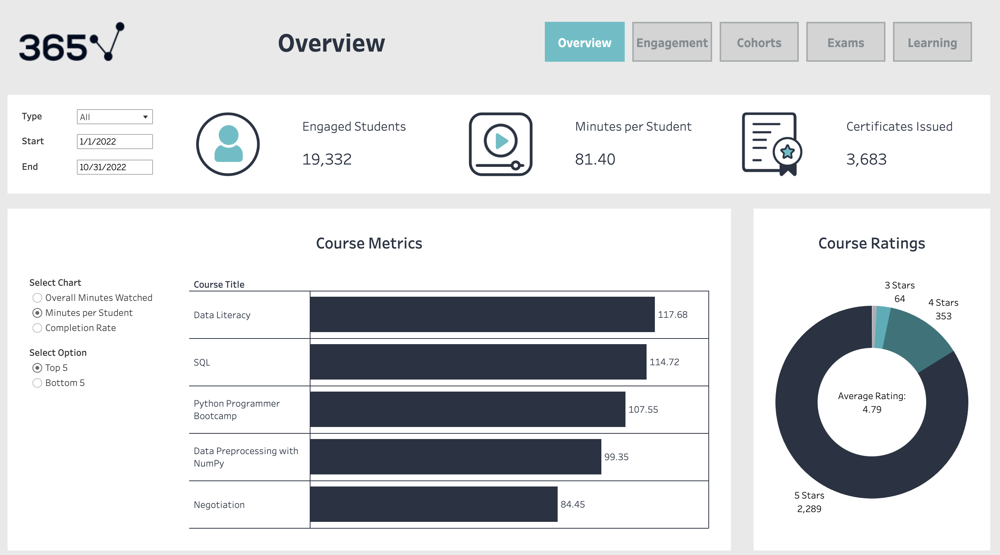 365
Overview
Overview
Engagement
Cohorts
Exams
Learning
Type
All
Start
1/1/2022
End
10/31/2022
Engaged Students
19,332
Minutes per Student
81.40
Certificates Issued
3,683
Course Metrics
Select Chart
Overall Minutes Watched
Minutes per Student
Completion Rate
Select Option
Top 5
Bottom 5
Course Title
Data Literacy
117.68
SQL
114.72
Python Programmer
Bootcamp
107.55
Data Preprocessing with
NumPy
99.35
Negotiation
84.45
Course Ratings
3 Stars
64
4 Stars
353
Average Rating:
4.79
5 Stars
2,289